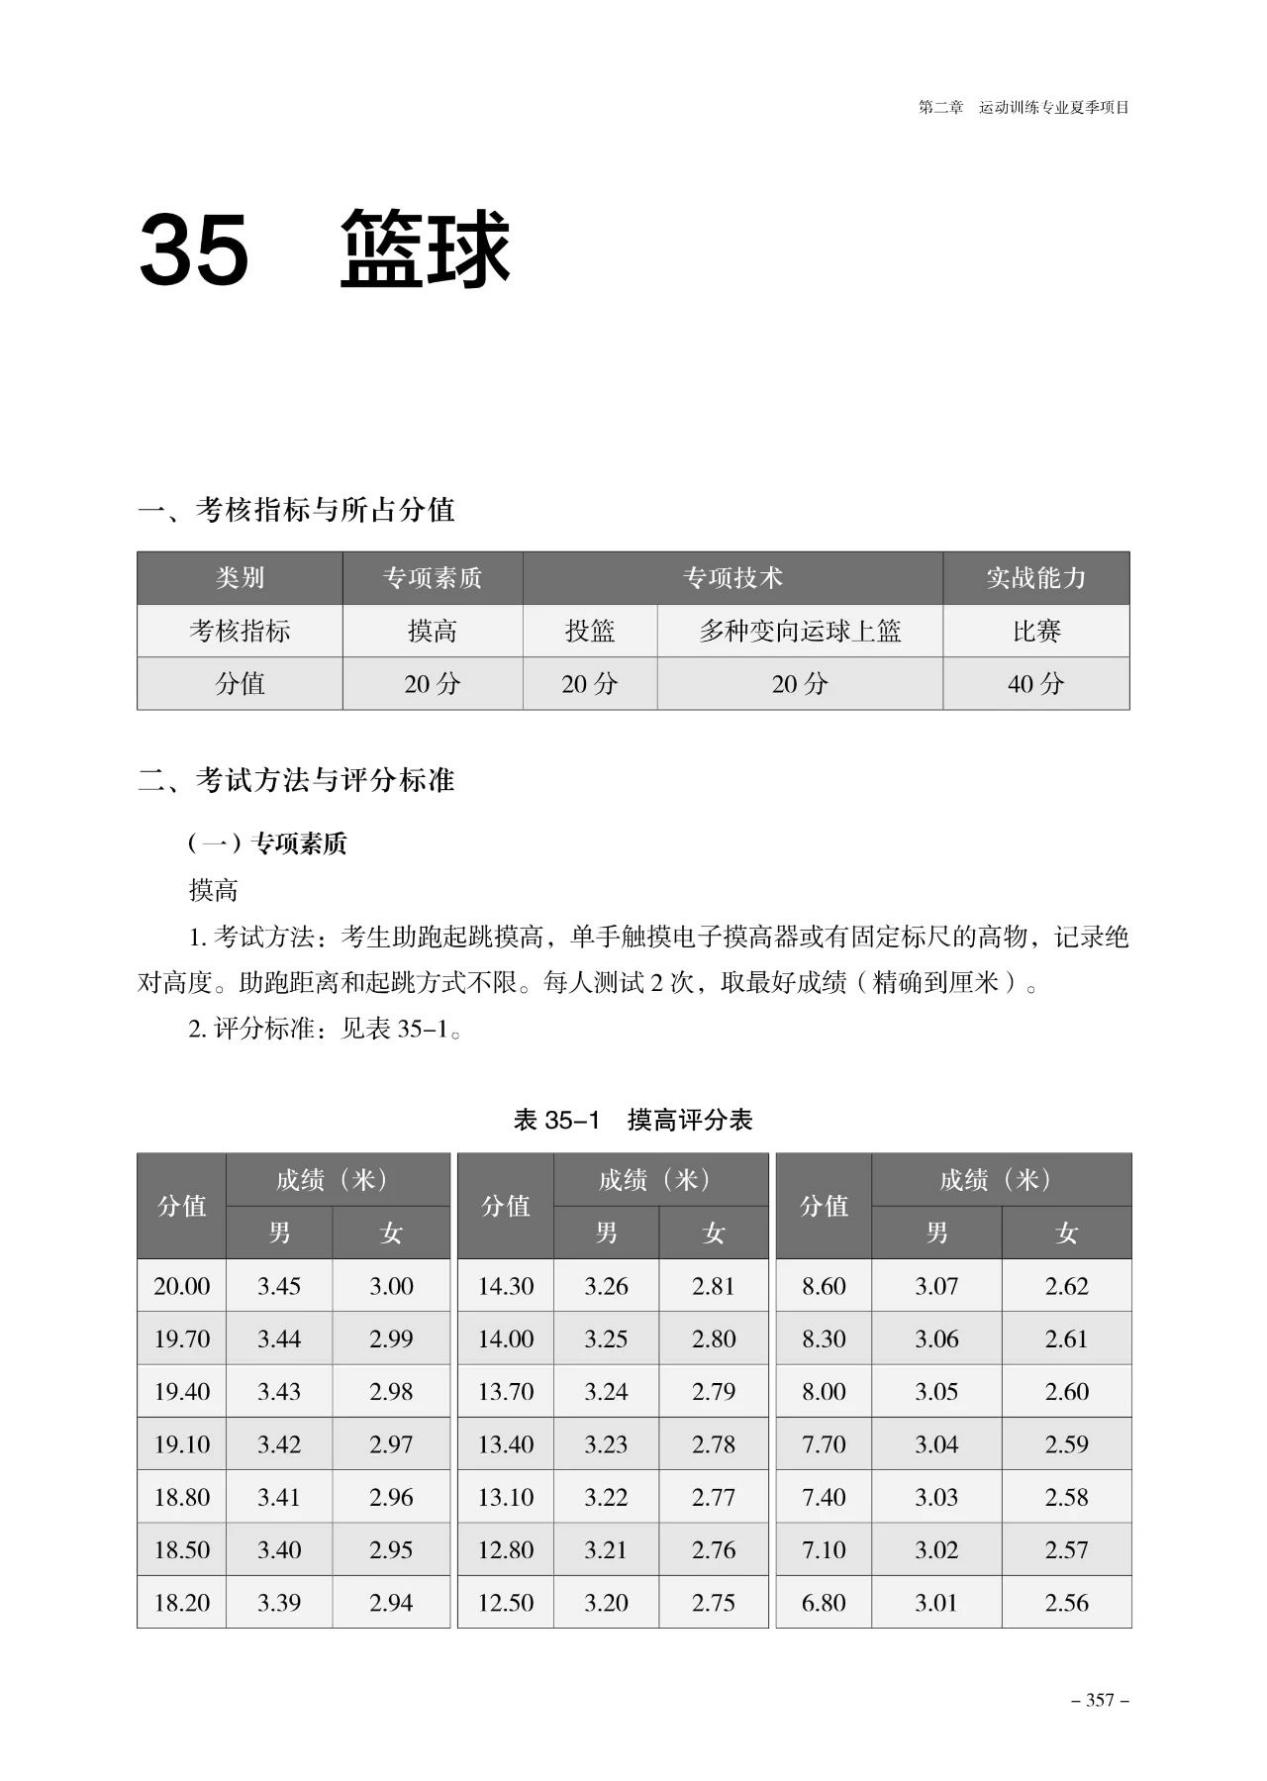 第二章 运动训练专业夏季项目
35 篮球
一、考核指标与所占分值
类别 专项素质 专项技术 实战能力
考核指标 摸高 投篮 多种变向运球上篮 比赛
分值 20 分 20 分 20 分 40 分
二、考试方法与评分标准
（一）专项素质
摸高
1. 考试方法：考生助跑起跳摸高，单手触摸电子摸高器或有固定标尺的高物，记录绝
对高度。助跑距离和起跳方式不限。每人测试 2 次，取最好成绩（精确到厘米）。
2. 评分标准：见表 35–1。
表 35–1 摸高评分表
分值 成绩（米） 分值 成绩（米） 分值 成绩（米）
男 女 男 女 男 女
20.00 3.45 3.00 14.30 3.26 2.81 8.60 3.07 2.62
19.70 3.44 2.99 14.00 3.25 2.80 8.30 3.06 2.61
19.40 3.43 2.98 13.70 3.24 2.79 8.00 3.05 2.60
19.10 3.42 2.97 13.40 3.23 2.78 7.70 3.04 2.59
18.80 3.41 2.96 13.10 3.22 2.77 7.40 3.03 2.58
18.50 3.40 2.95 12.80 3.21 2.76 7.10 3.02 2.57
18.20 3.39 2.94 12.50 3.20 2.75 6.80 3.01 2.56
– 357 –